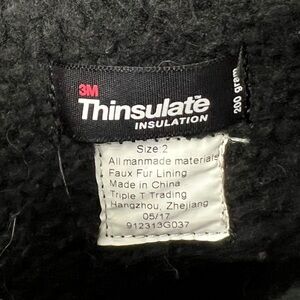 3M
Thinsulate™
INSULATION
200 gram
Size 2
All manmade materials
Faux Fur Lining
Made in China
Triple T Trading
Hangzhou, Zhejiang
05/17
912313G037